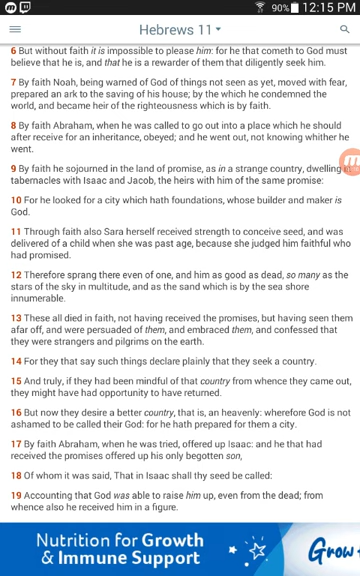 90% 12:15 PM
Hebrews 11
6 But without faith it is impossible to please him: for he that cometh to God must
believe that he is, and that he is a rewarder of them that diligently seek him.
7 By faith Noah, being warned of God of things not seen as yet, moved with fear,
prepared an ark to the saving of his house; by the which he condemned the
world, and became heir of the righteousness which is by faith.
8 By faith Abraham, when he was called to go out into a place which he should
after receive for an inheritance, obeyed; and he went out, not knowing whither he
went.
9 By faith he sojourned in the land of promise, as in a strange country, dwelling in
tabernacles with Isaac and Jacob, the heirs with him of the same promise:
10 For he looked for a city which hath foundations, whose builder and maker is
God.
11 Through faith also Sara herself received strength to conceive seed, and was
delivered of a child when she was past age, because she judged him faithful who
had promised.
12 Therefore sprang there even of one, and him as good as dead, so many as the
stars of the sky in multitude, and as the sand which is by the sea shore
innumerable.
13 These all died in faith, not having received the promises, but having seen them
afar off, and were persuaded of them, and embraced them, and confessed that
they were strangers and pilgrims on the earth.
14 For they that say such things declare plainly that they seek a country.
15 And truly, if they had been mindful of that country from whence they came out,
they might have had opportunity to have returned.
16 But now they desire a better country, that is, an heavenly: wherefore God is not
ashamed to be called their God: for he hath prepared for them a city.
17 By faith Abraham, when he was tried, offered up Isaac: and he that had
received the promises offered up his only begotten son,
18 Of whom it was said, That in Isaac shall thy seed be called:
19 Accounting that God was able to raise him up, even from the dead; from
whence also he received him in a figure.
Nutrition for Growth
& Immune Support
Grow